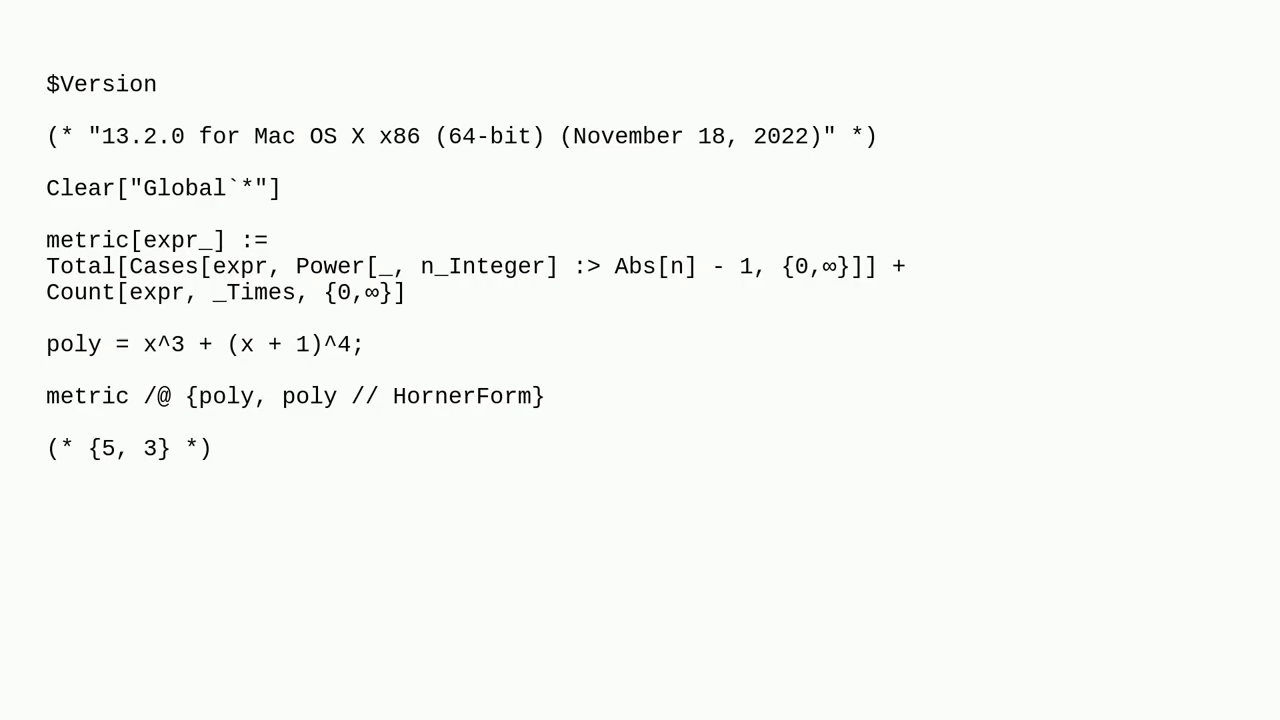 $Version
(* "13.2.0 for Mac OS X x86 (64-bit) (November 18, 2022)" *)
Clear["Global`*"]
metric[expr_] :=
Total[Cases[expr, Power[_, n_Integer] :> Abs[n] - 1, {0,∞}]] +
Count[expr, _Times, {0,∞}]
poly = x^3 + (x + 1)^4;
metric /@ {poly, poly // HornerForm}
(* {5, 3} *)